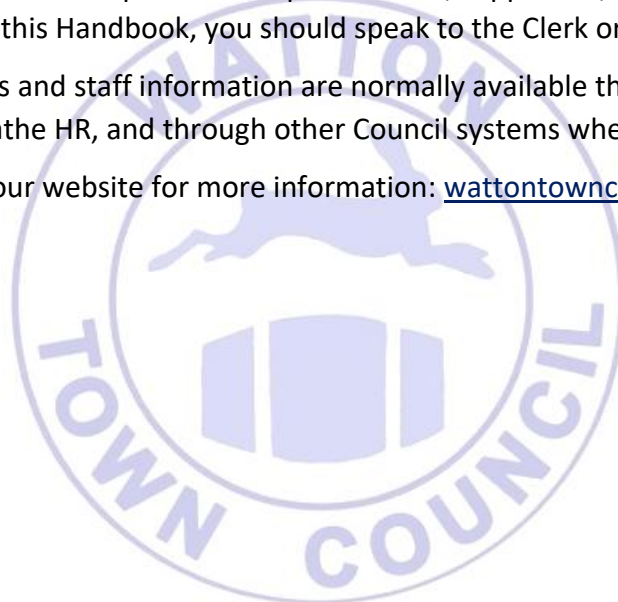 this Handbook, you should speak to the Clerk or
s and staff information are normally available th
the HR, and through other Council systems whe
our website for more information: wattontownc
WATTON
TOWN COUNCIL